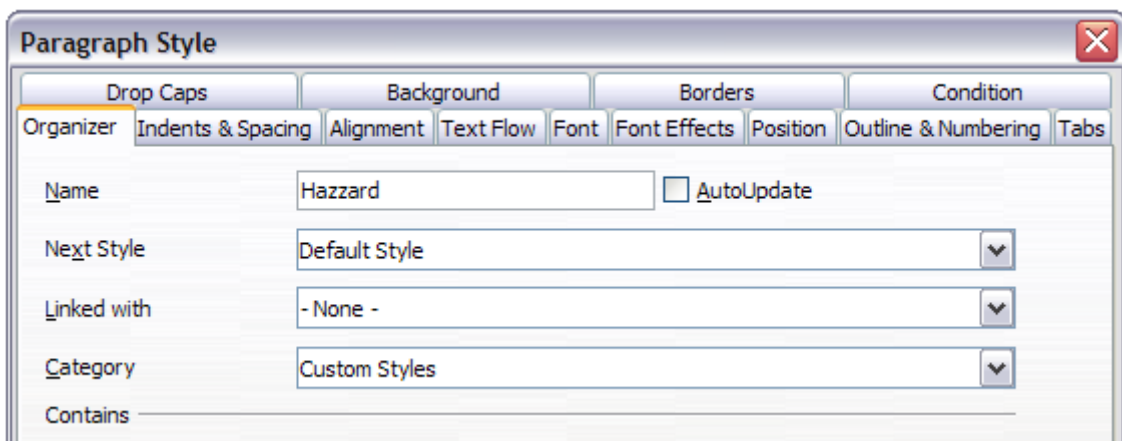 Paragraph Style
Drop Caps Background Borders Condition
Organizer Indents & Spacing Alignment Text Flow Font Font Effects Position Outline & Numbering Tabs
Name Hazzard AutoUpdate
Next Style Default Style
Linked with - None -
Category Custom Styles
Contains